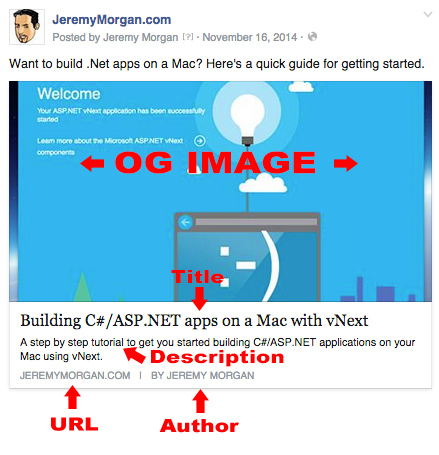 JeremyMorgan.com
Posted by Jeremy Morgan [?] · November 16, 2014 ·
Want to build .Net apps on a Mac? Here's a quick guide for getting started.
Welcome
Your ASP.NET vNext application has been successfully
started
Learn more about the Microsoft ASP.NET vNext
components
OG IMAGE
Title
Building C#/ASP.NET apps on a Mac with vNext
A step by step tutorial to get you started building C#/ASP.NET applications on your
Mac using vNext.
Description
JEREMYMORGAN.COM | BY JEREMY MORGAN
URL
Author